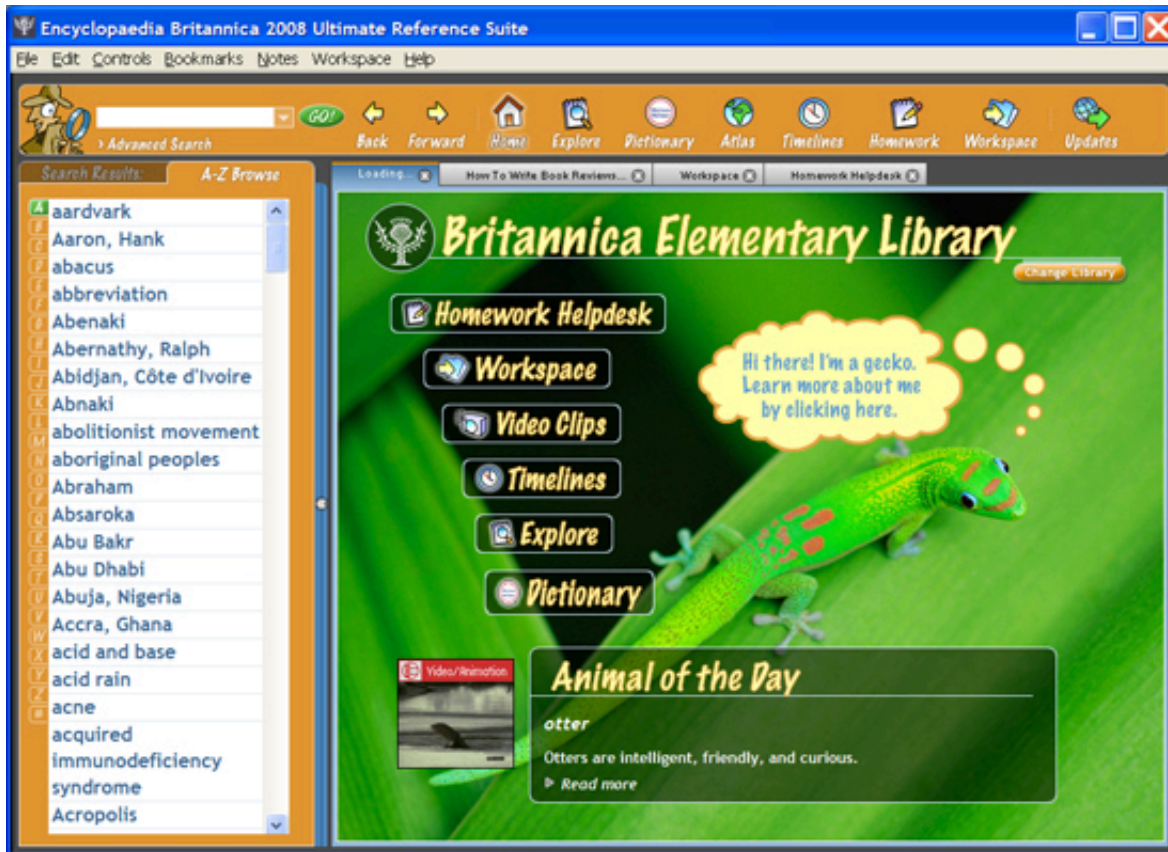 Encyclopaedia Britannica 2008 Ultimate Reference Suite
File Edit Controls Bookmarks Notes Workspace Help
GO!
> Advanced Search
Back Forward Home Explore Dictionary Atlas Timelines Homework Workspace Updates
Search Results: A-Z Browse
Loading... How To Write Book Reviews... Workspace Homework Helpdesk
A
aardvark
Aaron, Hank
abacus
abbreviation
Abenaki
Abernathy, Ralph
Abidjan, Côte d'Ivoire
Abnaki
abolitionist movement
aboriginal peoples
Abraham
Absaroka
Abu Bakr
Abu Dhabi
Abuja, Nigeria
Accra, Ghana
acid and base
acid rain
acne
acquired
immunodeficiency
syndrome
Acropolis
Britannica Elementary Library
Change Library
Homework Helpdesk
Workspace
Video Clips
Timelines
Explore
Dictionary
Hi there! I'm a gecko.
Learn more about me
by clicking here.
Video/Animation
Animal of the Day
otter
Otters are intelligent, friendly, and curious.
Read more